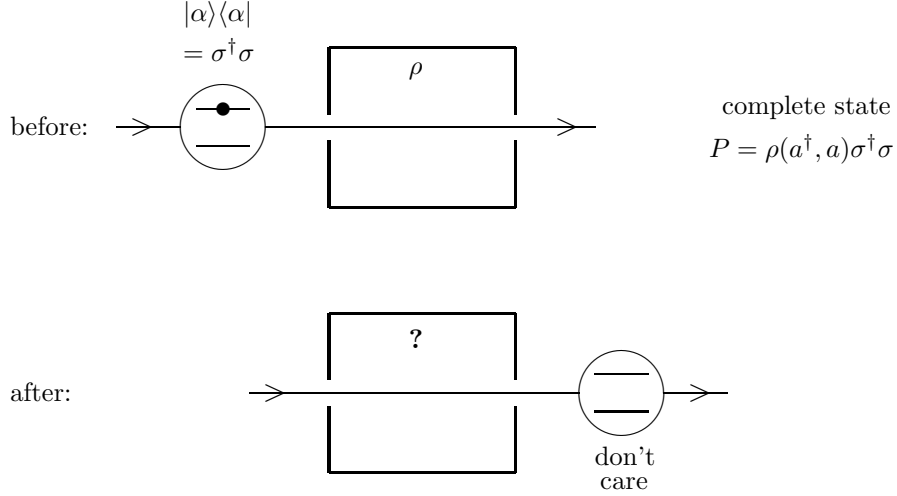 |α⟩⟨α|
= σ†σ
ρ
before:
complete state
P = ρ(a†, a)σ†σ
?
after:
don't
care